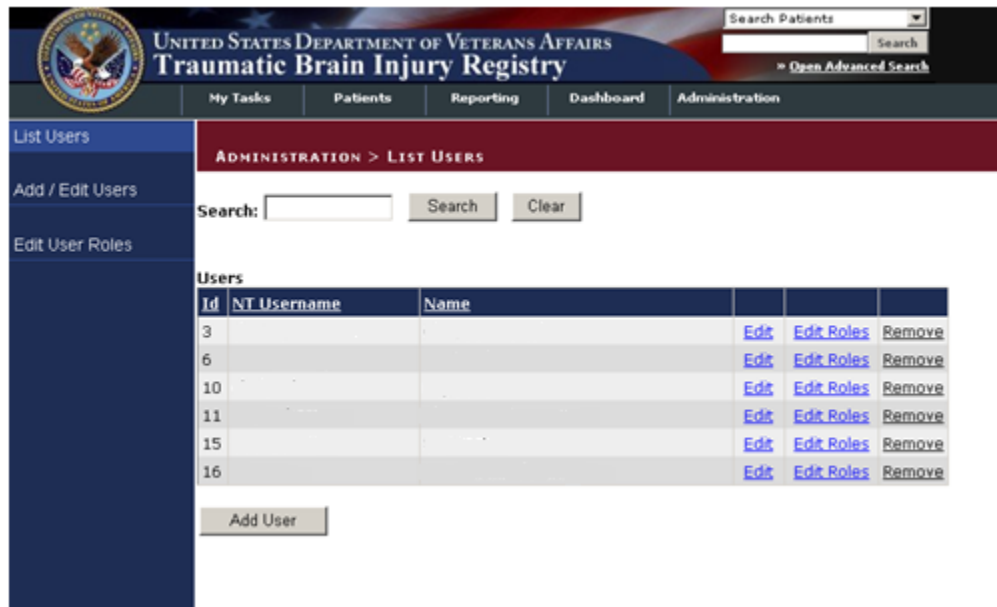 Search Patients
UNITED STATES DEPARTMENT OF VETERANS AFFAIRS
Search
Traumatic Brain Injury Registry
» Open Advanced Search
My Tasks Patients Reporting Dashboard Administration
List Users
ADMINISTRATION > LIST USERS
Add / Edit Users
Search: Search Clear
Edit User Roles
Users
Id NT Username Name
3 Edit Edit Roles Remove
6 Edit Edit Roles Remove
10 Edit Edit Roles Remove
11 Edit Edit Roles Remove
15 Edit Edit Roles Remove
16 Edit Edit Roles Remove
Add User